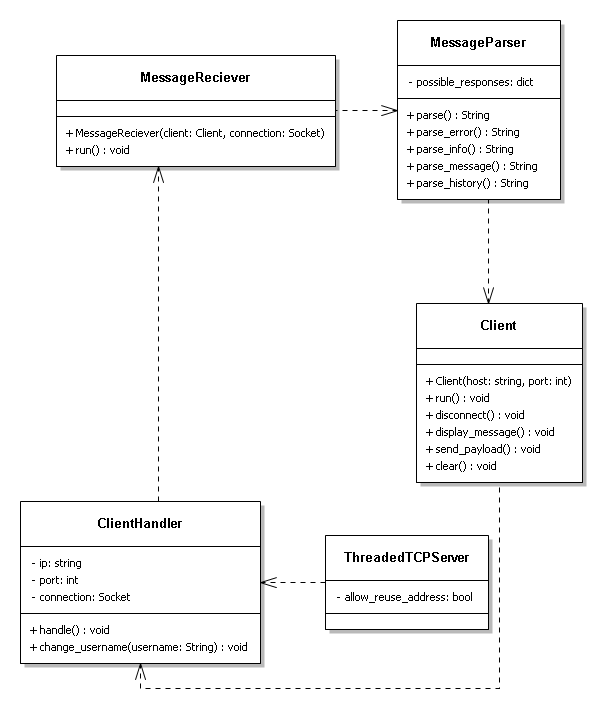 MessageParser
- possible_responses: dict
+ parse() : String
+ parse_error() : String
+ parse_info() : String
+ parse_message() : String
+ parse_history() : String
MessageReciever
+ MessageReciever(client: Client, connection: Socket)
+ run() : void
Client
+ Client(host: string, port: int)
+ run() : void
+ disconnect() : void
+ display_message() : void
+ send_payload() : void
+ clear() : void
ClientHandler
- ip: string
- port: int
- connection: Socket
+ handle() : void
+ change_username(username: String) : void
ThreadedTCPServer
- allow_reuse_address: bool